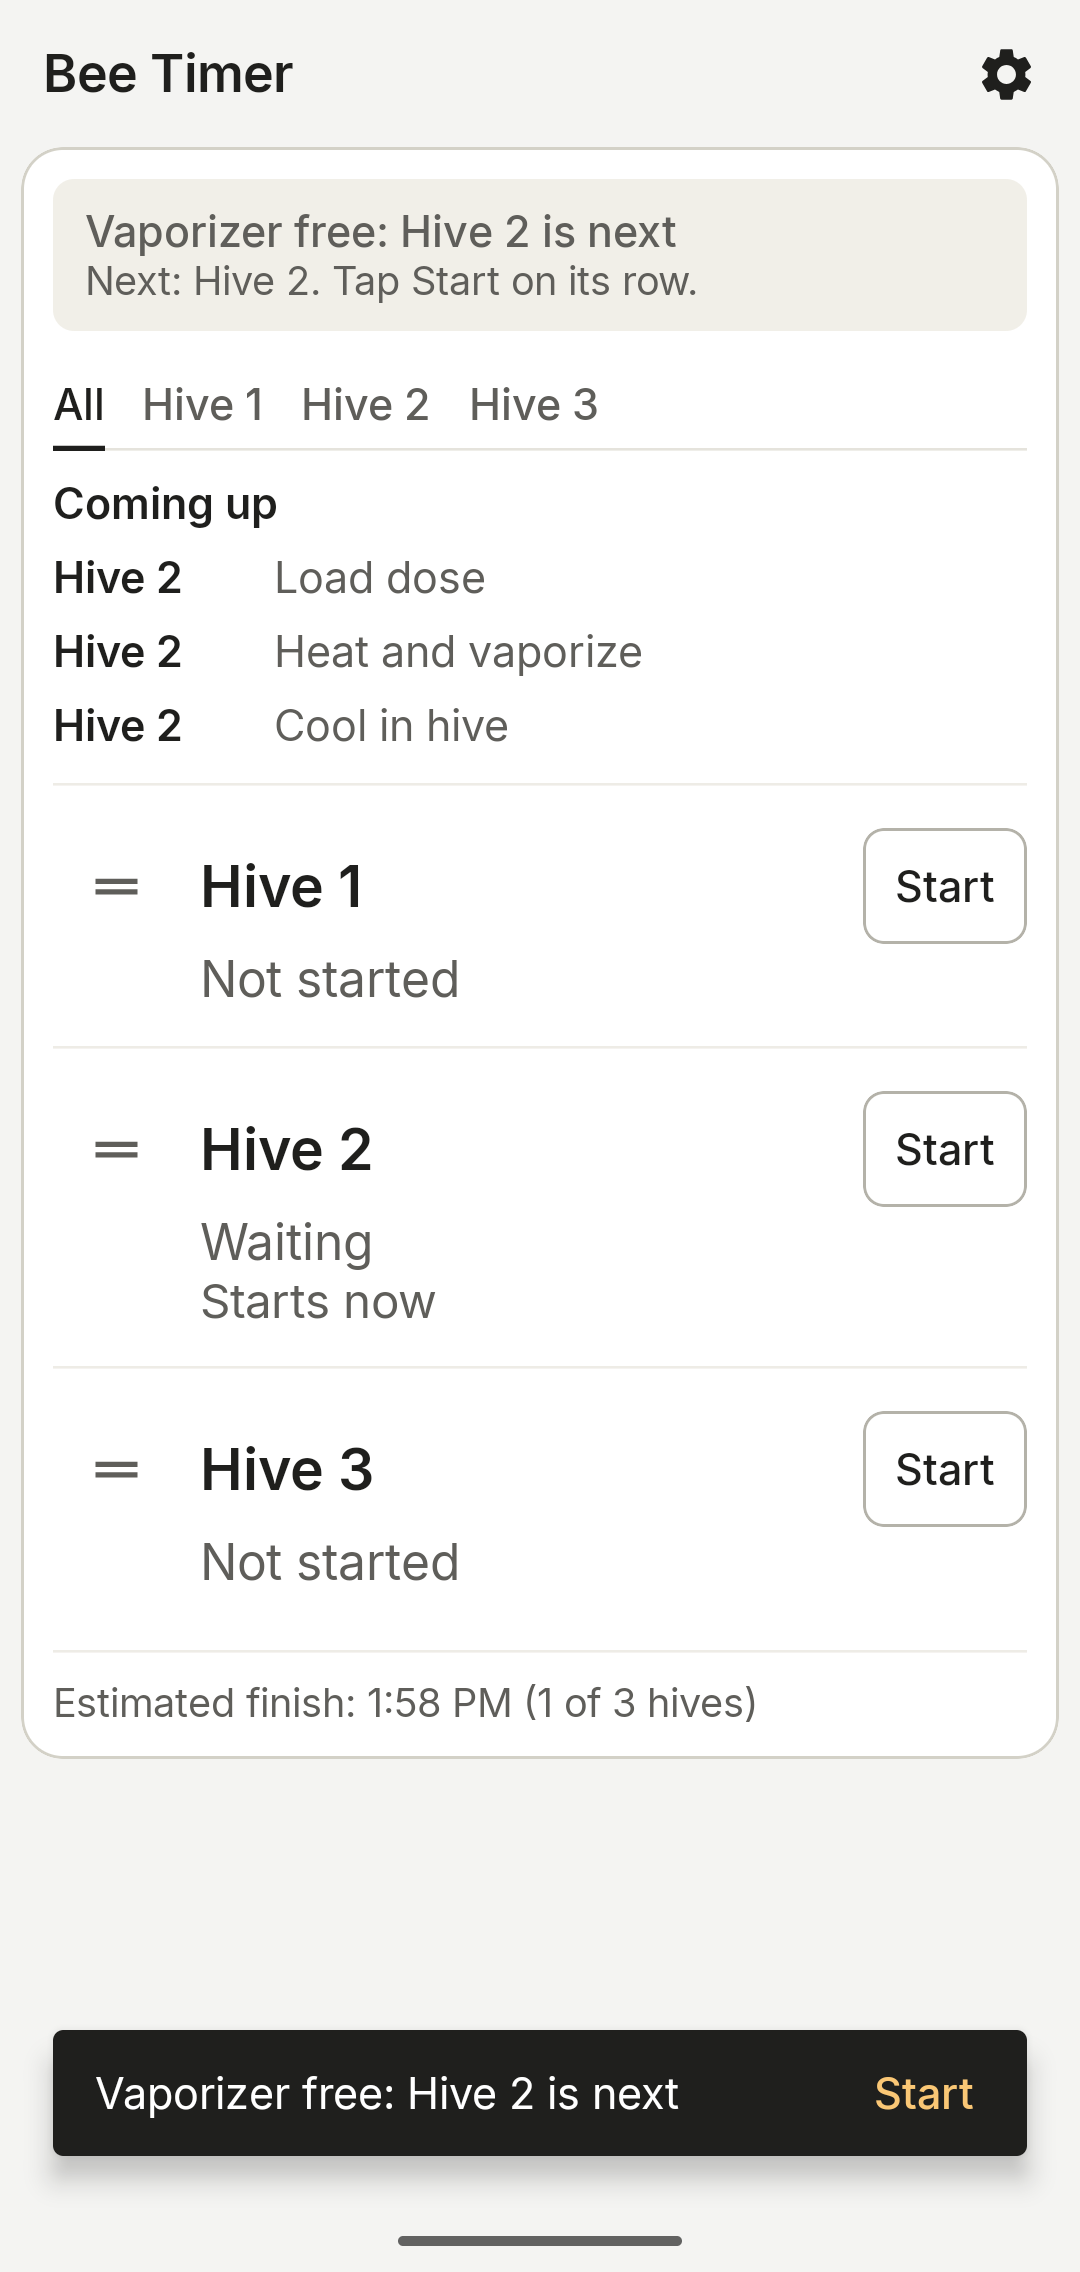 Bee Timer
Vaporizer free: Hive 2 is next
Next: Hive 2. Tap Start on its row.
All Hive 1 Hive 2 Hive 3
Coming up
Hive 2 Load dose
Hive 2 Heat and vaporize
Hive 2 Cool in hive
Hive 1 Start
Not started
Hive 2 Start
Waiting
Starts now
Hive 3 Start
Not started
Estimated finish: 1:58 PM (1 of 3 hives)
Vaporizer free: Hive 2 is next Start